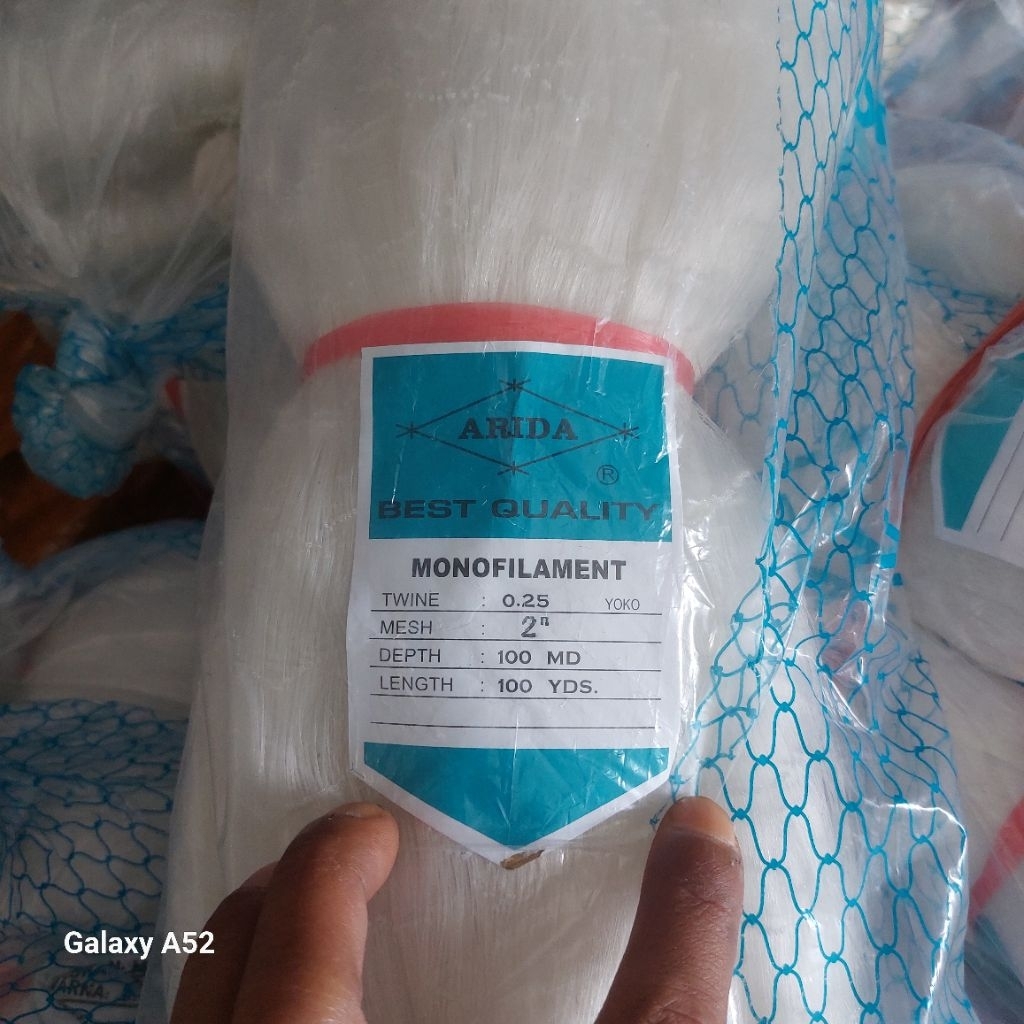 ARIDA
®
BEST QUALITY
MONOFILAMENT
TWINE : 0.25 YOKO
MESH : 2"
DEPTH : 100 MD
LENGTH : 100 YDS.
Galaxy A52